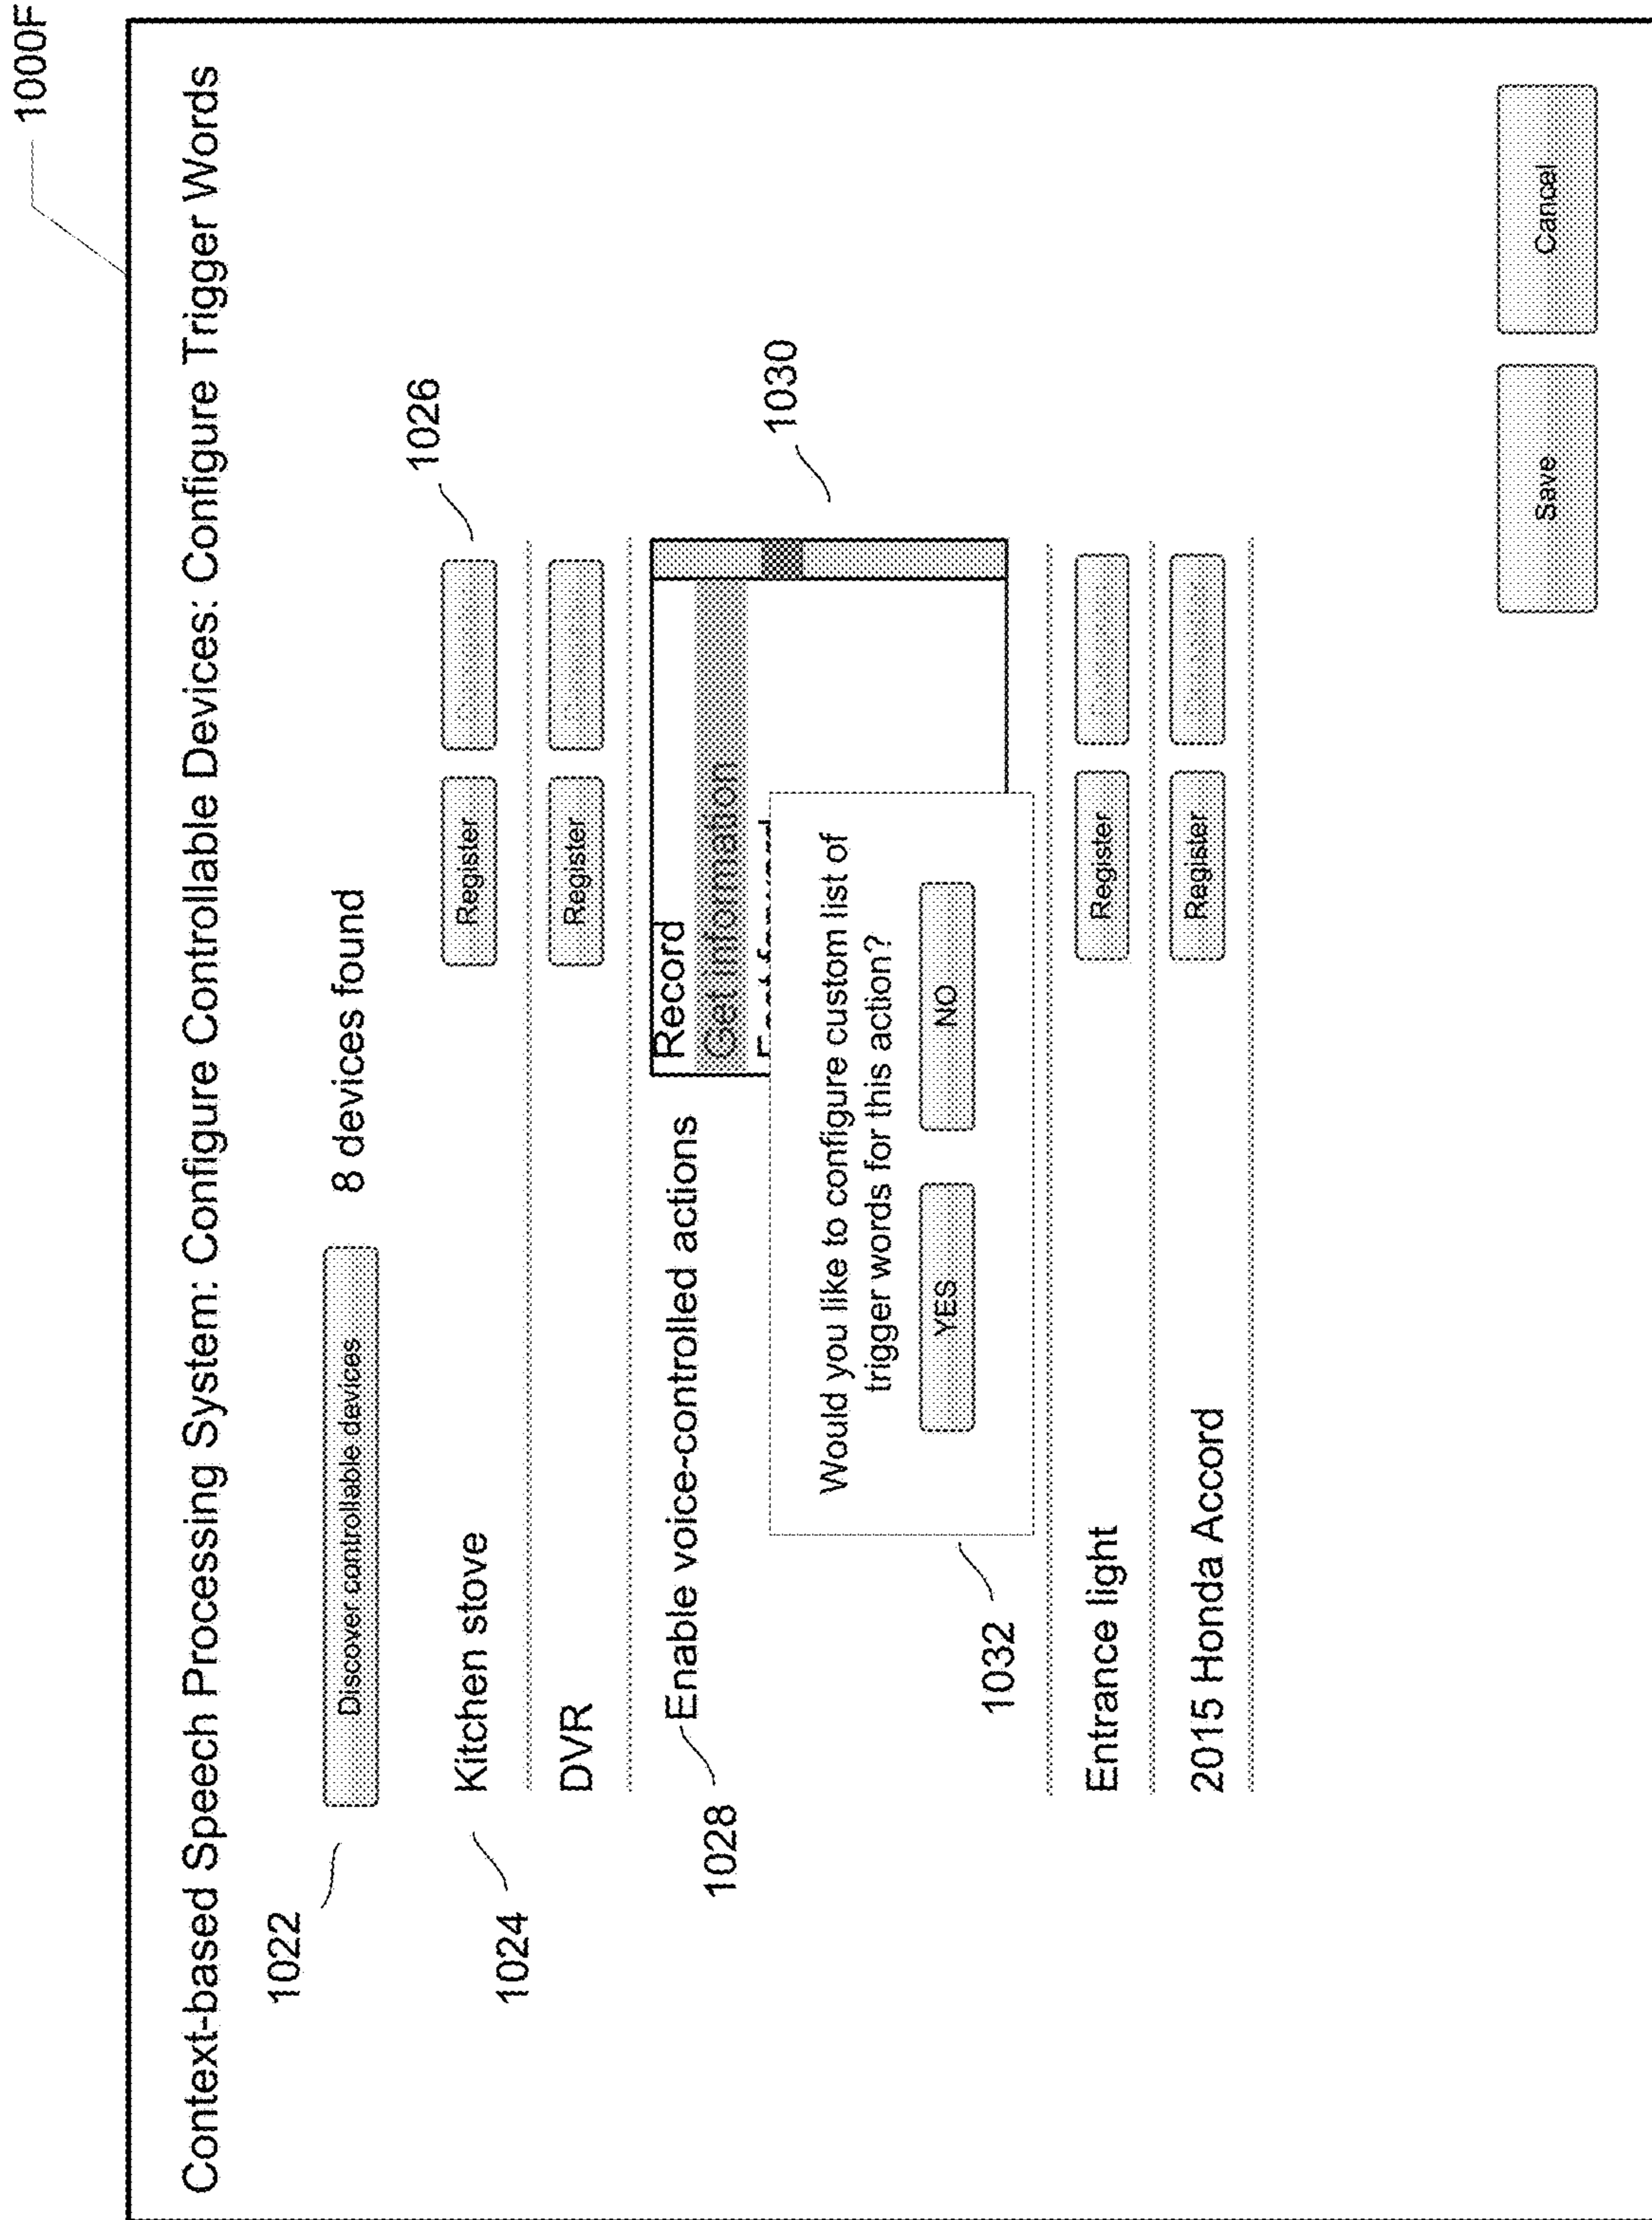 1000F
Context-based Speech Processing System: Configure Controllable Devices: Configure Trigger Words
1022
Discover controllable devices
8 devices found
1024
Kitchen stove
Register
1026
DVR
Register
1028
Enable voice-controlled actions
Record
Get information
1030
Would you like to configure custom list of
trigger words for this action?
YES
NO
1032
Entrance light
Register
2015 Honda Accord
Register
Save
Cancel